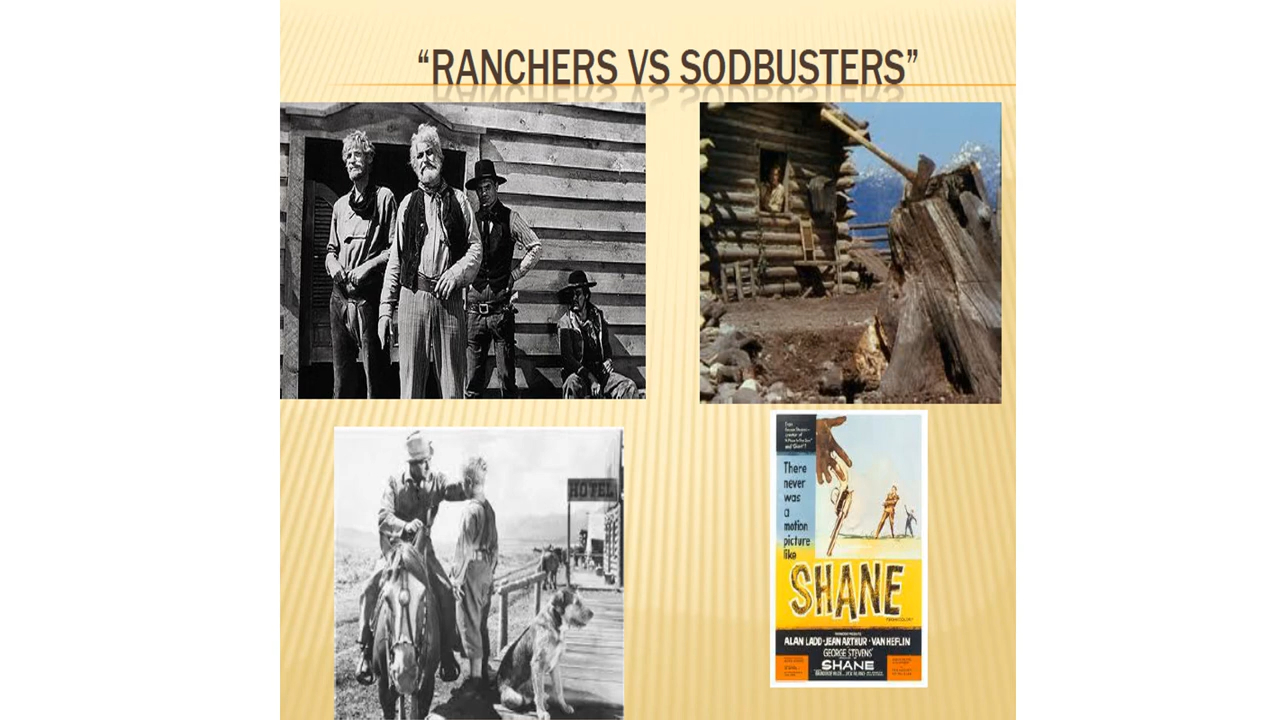 “RANCHERS VS SODBUSTERS”
HOTEL
There
never
was
a
motion
picture
like
SHANE
ALAN LADD · JEAN ARTHUR · VAN HEFLIN
GEORGE STEVENS'
SHANE